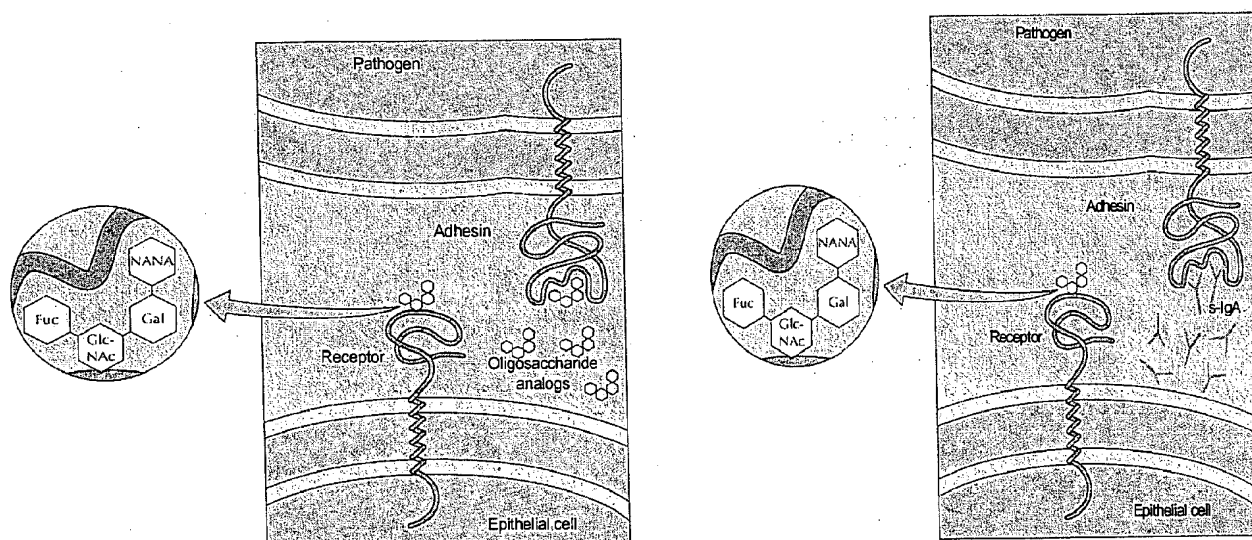 Pathogen
Adhesin
NANA
Fuc
Gal
Glc-
NAc
Receptor
Oligosaccharide
analogs
Epithelial cell
Pathogen
Adhesin
NANA
Fuc
Gal
Glc-
NAc
s-IgA
Receptor
Epithelial cell